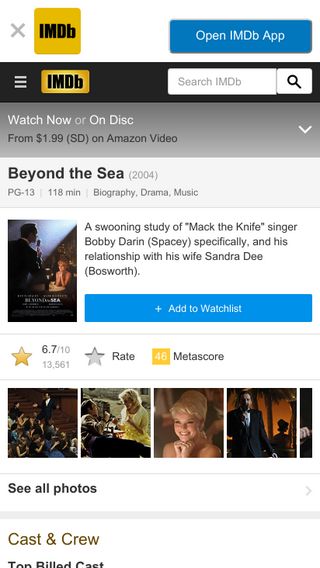 IMDb
Open IMDb App
IMDb
Search IMDb
Watch Now or On Disc
From $1.99 (SD) on Amazon Video
Beyond the Sea (2004)
PG-13 | 118 min | Biography, Drama, Music
A swooning study of "Mack the Knife" singer
Bobby Darin (Spacey) specifically, and his
relationship with his wife Sandra Dee
(Bosworth).
BEYOND the SEA
+ Add to Watchlist
6.7/10
13,561
Rate
46 Metascore
See all photos
Cast & Crew
Top Billed Cast